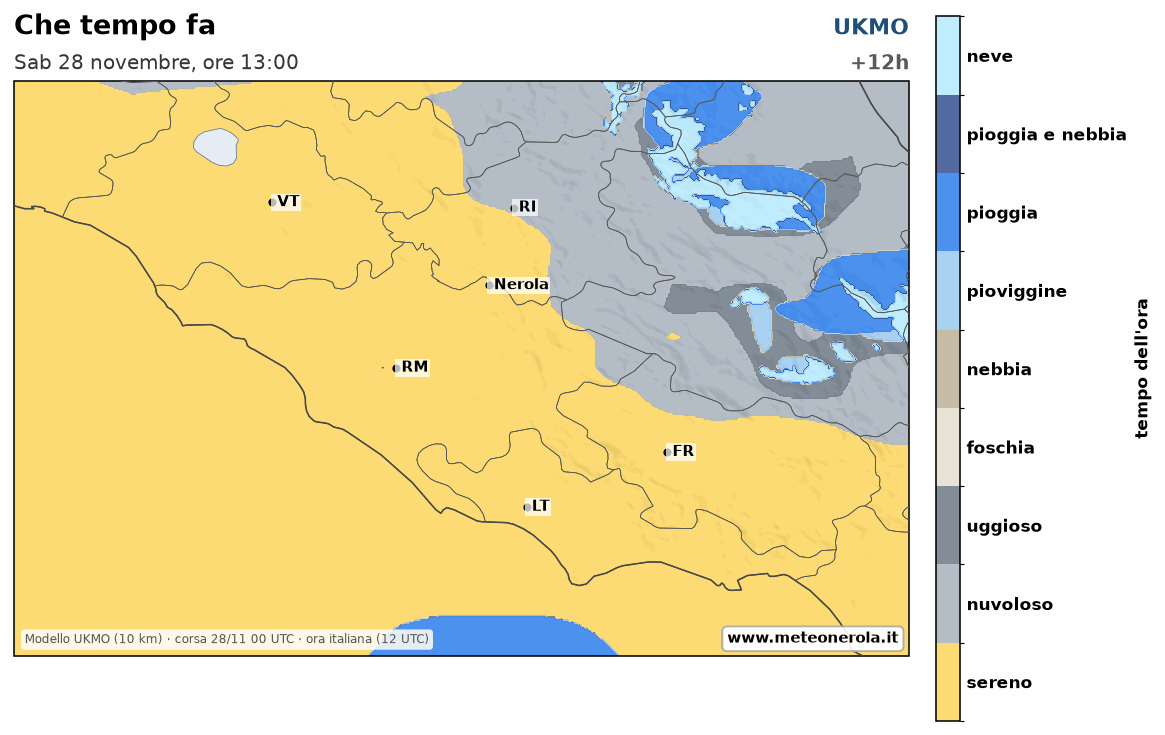 Che tempo fa
UKMO
Sab 28 novembre, ore 13:00
+12h
neve
pioggia e nebbia
pioggia
pioviggine
nebbia
foschia
uggioso
nuvoloso
sereno
tempo dell'ora
VT
RI
Nerola
RM
FR
LT
Modello UKMO (10 km) · corsa 28/11 00 UTC · ora italiana (12 UTC)
www.meteonerola.it